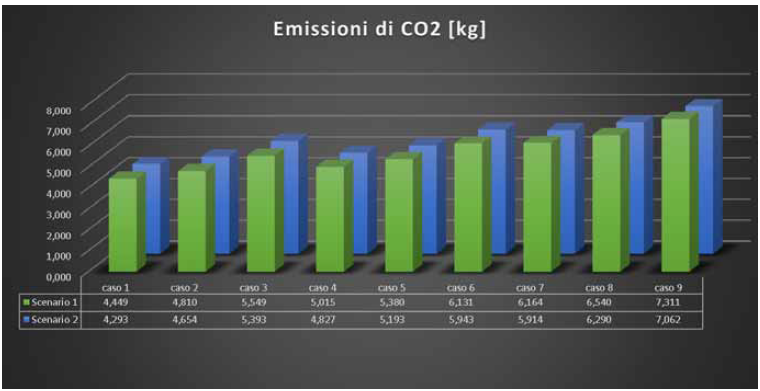 Emissioni di CO2 [kg]
8,000
7,000
6,000
5,000
4,000
3,000
2,000
1,000
0,000
caso 1 caso 2 caso 3 caso 4 caso 5 caso 6 caso 7 caso 8 caso 9
Scenario 1 4,449 4,810 5,549 5,015 5,380 6,131 6,164 6,540 7,311
Scenario 2 4,293 4,654 5,393 4,827 5,193 5,943 5,914 6,290 7,062